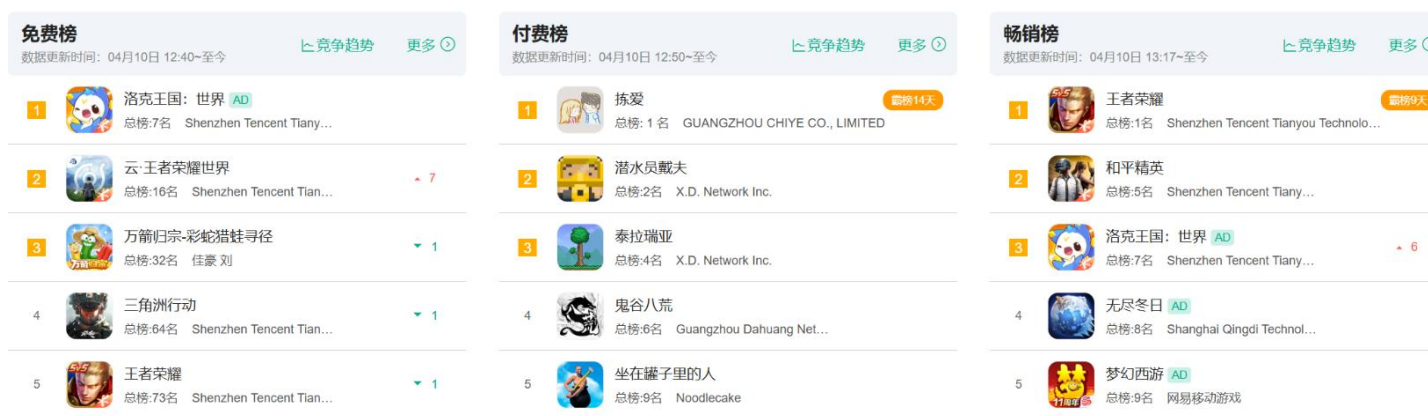 免费榜
数据更新时间：04月10日 12:40~至今
竞争趋势
更多
1
洛克王国：世界 AD
总榜:7名 Shenzhen Tencent Tiany...
2
云·王者荣耀世界
总榜:16名 Shenzhen Tencent Tian...
7
3
万箭归宗-彩蛇猎蛙寻径
总榜:32名 佳豪 刘
1
4
三角洲行动
总榜:64名 Shenzhen Tencent Tian...
1
5
王者荣耀
总榜:73名 Shenzhen Tencent Tian...
1
付费榜
数据更新时间：04月10日 12:50~至今
竞争趋势
更多
1
拣爱
霸榜14天
总榜: 1 名 GUANGZHOU CHIYE CO., LIMITED
2
潜水员戴夫
总榜:2名 X.D. Network Inc.
3
泰拉瑞亚
总榜:4名 X.D. Network Inc.
4
鬼谷八荒
总榜:6名 Guangzhou Dahuang Net...
5
坐在罐子里的人
总榜:9名 Noodlecake
畅销榜
数据更新时间：04月10日 13:17~至今
竞争趋势
更多
1
王者荣耀
霸榜9天
总榜:1名 Shenzhen Tencent Tianyou Technolo...
2
和平精英
总榜:5名 Shenzhen Tencent Tiany...
3
洛克王国：世界 AD
总榜:7名 Shenzhen Tencent Tiany...
6
4
无尽冬日 AD
总榜:8名 Shanghai Qingdi Technol...
5
梦幻西游 AD
总榜:9名 网易移动游戏